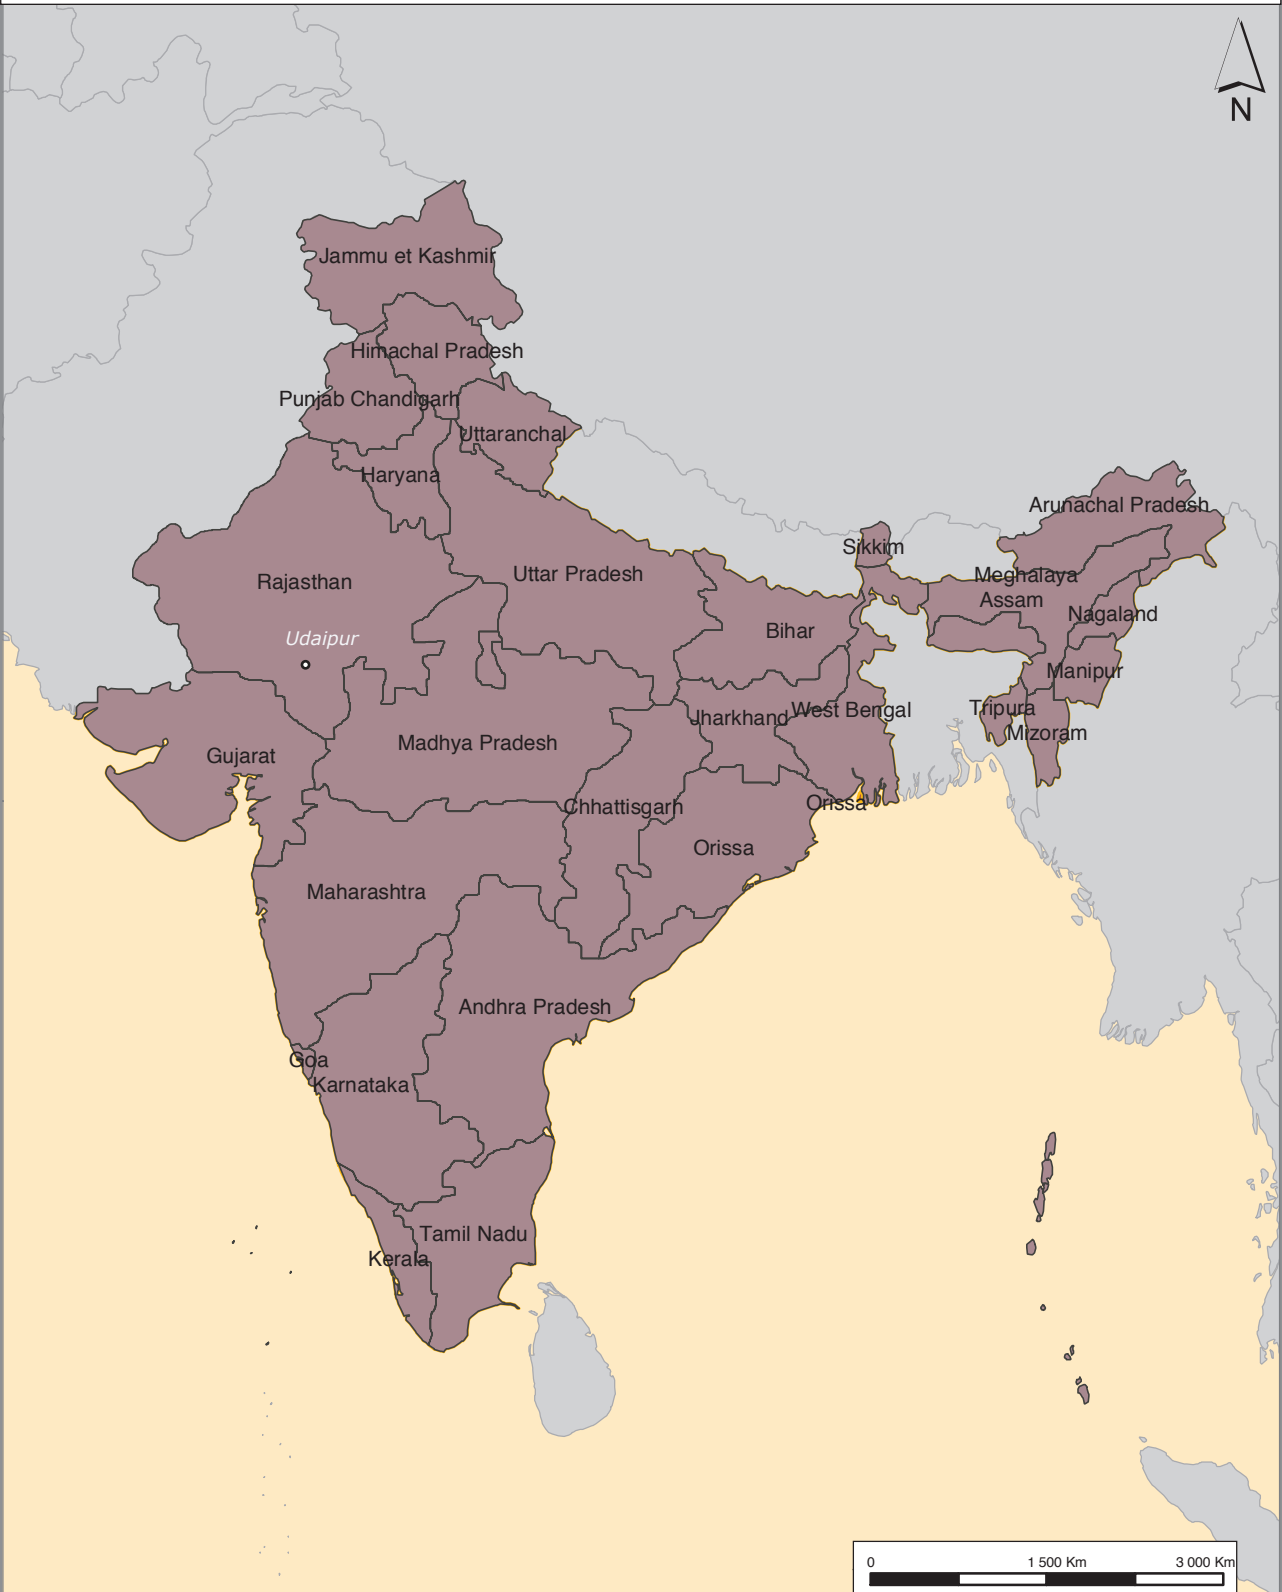 N
Jammu et Kashmir
Himachal Pradesh
Punjab Chandigarh
Uttaranchal
Haryana
Arunachal Pradesh
Sikkim
Uttar Pradesh
Meghalaya
Rajasthan
Assam
Nagaland
Bihar
Udaipur
Manipur
Tripura
West Bengal
Jharkhand
Mizoram
Madhya Pradesh
Gujarat
Orissa
Chhattisgarh
Orissa
Maharashtra
Andhra Pradesh
Goa
Karnataka
Tamil Nadu
Kerala
0 1 500 Km 3 000 Km